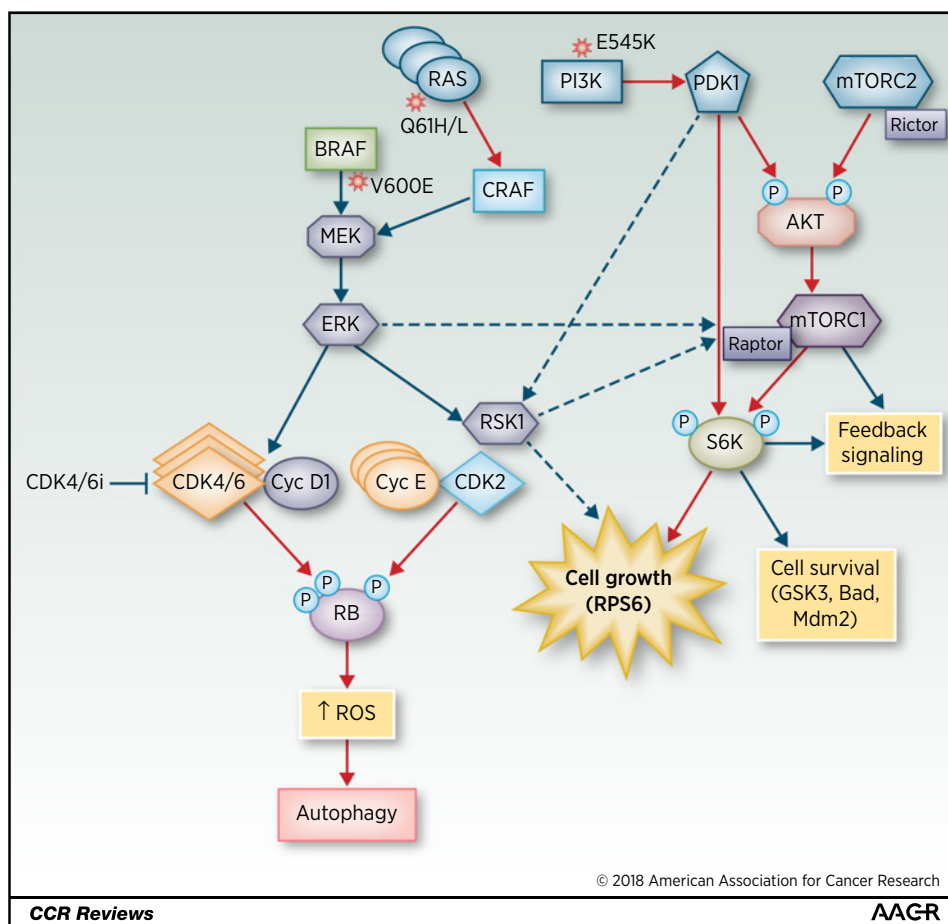 E545K
RAS
PI3K
PDK1
mTORC2
Rictor
Q61H/L
BRAF
V600E
CRAF
P
P
AKT
MEK
ERK
mTORC1
Raptor
RSK1
P
P
S6K
Feedback
signaling
CDK4/6i
CDK4/6
Cyc D1
Cyc E
CDK2
Cell growth
(RPS6)
Cell survival
(GSK3, Bad,
Mdm2)
P
P
P
RB
↑ ROS
Autophagy
© 2018 American Association for Cancer Research
CCR Reviews
AACR